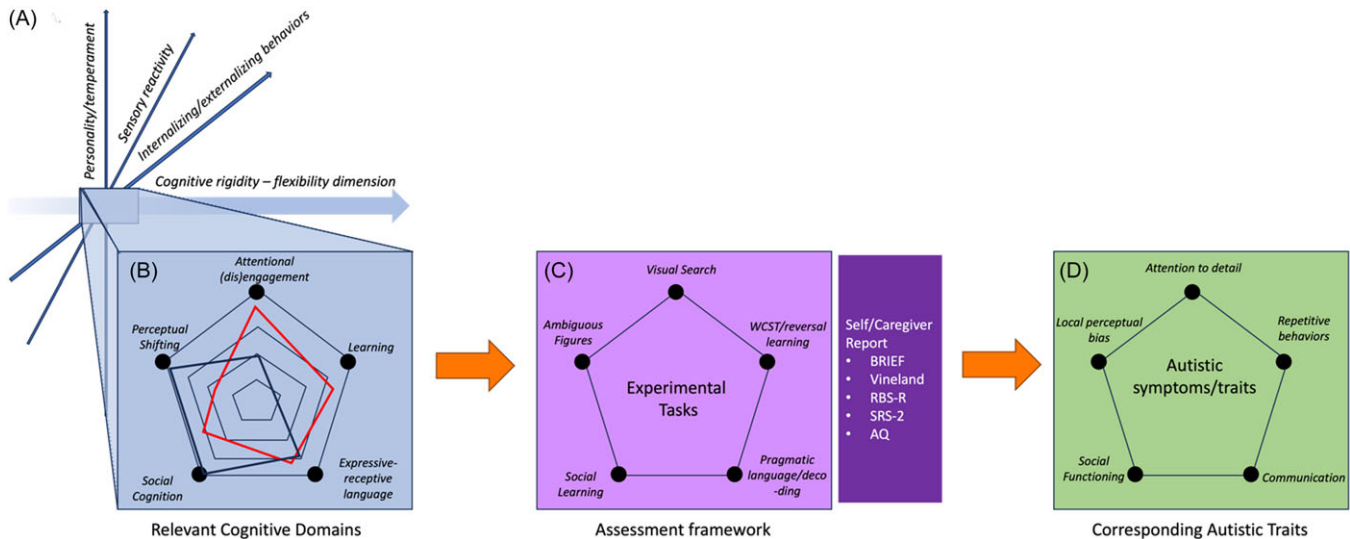 (A)
Personality/temperament
Sensory reactivity
Internalizing/externalizing behaviors
Cognitive rigidity – flexibility dimension
(B)
Attentional
(dis)engagement
Perceptual
Shifting
Learning
Social
Cognition
Expressive-
receptive
language
Relevant Cognitive Domains
(C)
Visual Search
Ambiguous
Figures
WCST/reversal
learning
Experimental
Tasks
Social
Learning
Pragmatic
language/deco
-ding
Self/Caregiver
Report
• BRIEF
• Vineland
• RBS-R
• SRS-2
• AQ
Assessment framework
(D)
Attention to detail
Local perceptual
bias
Repetitive
behaviors
Autistic
symptoms/traits
Social
Functioning
Communication
Corresponding Autistic Traits